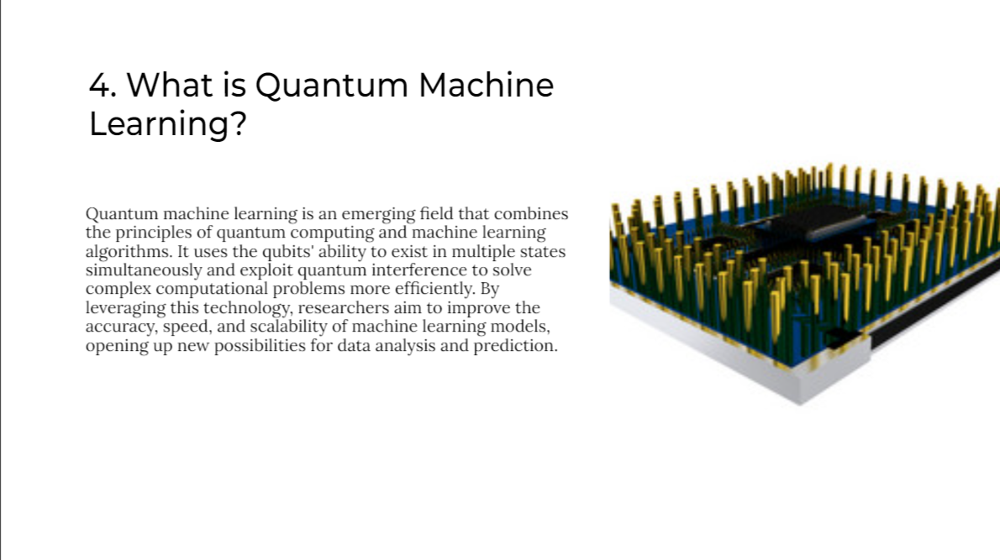 4. What is Quantum Machine
Learning?
Quantum machine learning is an emerging field that combines
the principles of quantum computing and machine learning
algorithms. It uses the qubits' ability to exist in multiple states
simultaneously and exploit quantum interference to solve
complex computational problems more efficiently. By
leveraging this technology, researchers aim to improve the
accuracy, speed, and scalability of machine learning models,
opening up new possibilities for data analysis and prediction.